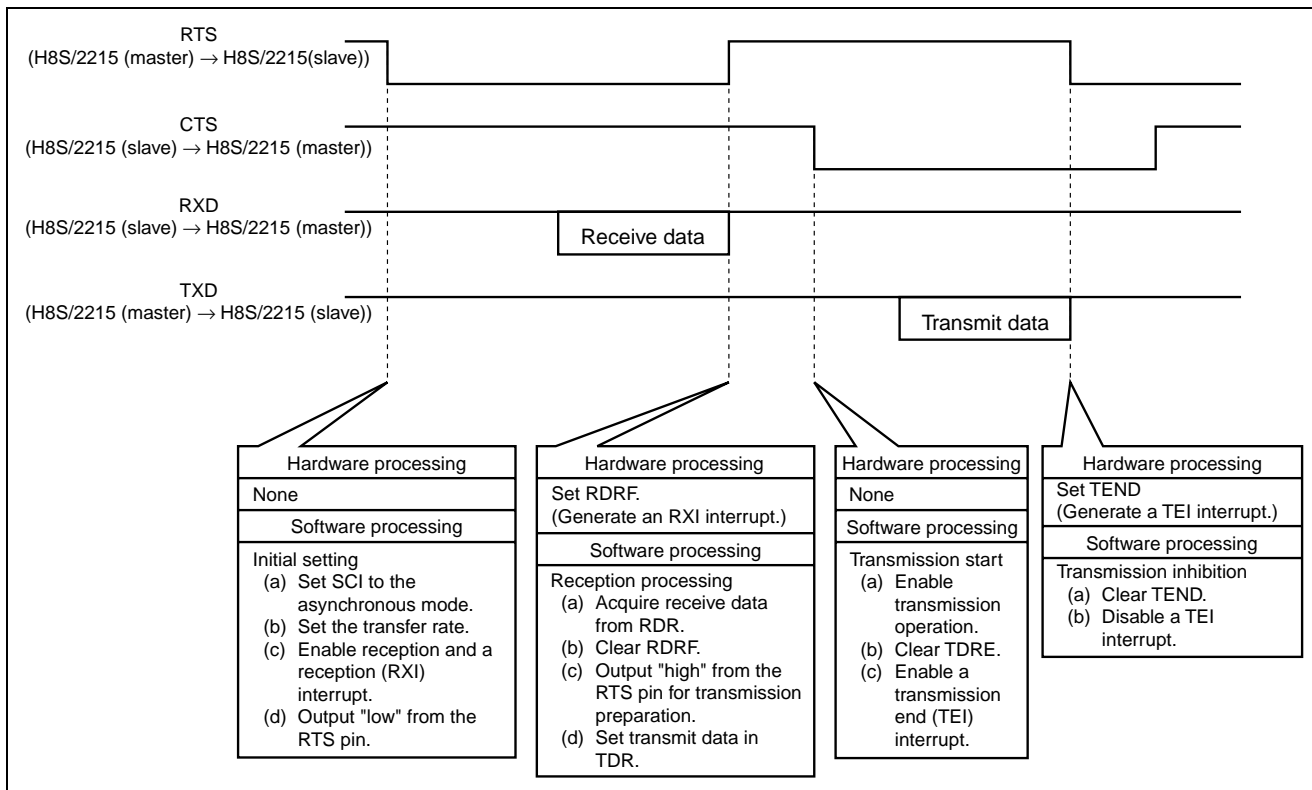 RTS
(H8S/2215 (master) → H8S/2215(slave))
CTS
(H8S/2215 (slave) → H8S/2215 (master))
RXD
(H8S/2215 (slave) → H8S/2215 (master))
Receive data
TXD
(H8S/2215 (master) → H8S/2215 (slave))
Transmit data
Hardware processing
None
Software processing
Initial setting
(a) Set SCI to the
asynchronous mode.
(b) Set the transfer rate.
(c) Enable reception and a
reception (RXI)
interrupt.
(d) Output "low" from the
RTS pin.
Hardware processing
Set RDRF.
(Generate an RXI interrupt.)
Software processing
Reception processing
(a) Acquire receive data
from RDR.
(b) Clear RDRF.
(c) Output "high" from the
RTS pin for transmission
preparation.
(d) Set transmit data in
TDR.
Hardware processing
None
Software processing
Transmission start
(a) Enable
transmission
operation.
(b) Clear TDRE.
(c) Enable a
transmission
end (TEI)
interrupt.
Hardware processing
Set TEND
(Generate a TEI interrupt.)
Software processing
Transmission inhibition
(a) Clear TEND.
(b) Disable a TEI
interrupt.